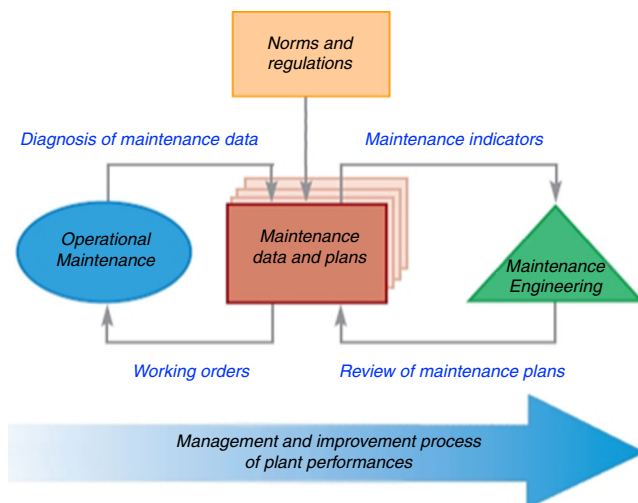 Norms and
regulations
Diagnosis of maintenance data
Maintenance indicators
Operational
Maintenance
Maintenance
data and plans
Maintenance
Engineering
Working orders
Review of maintenance plans
Management and improvement process
of plant performances